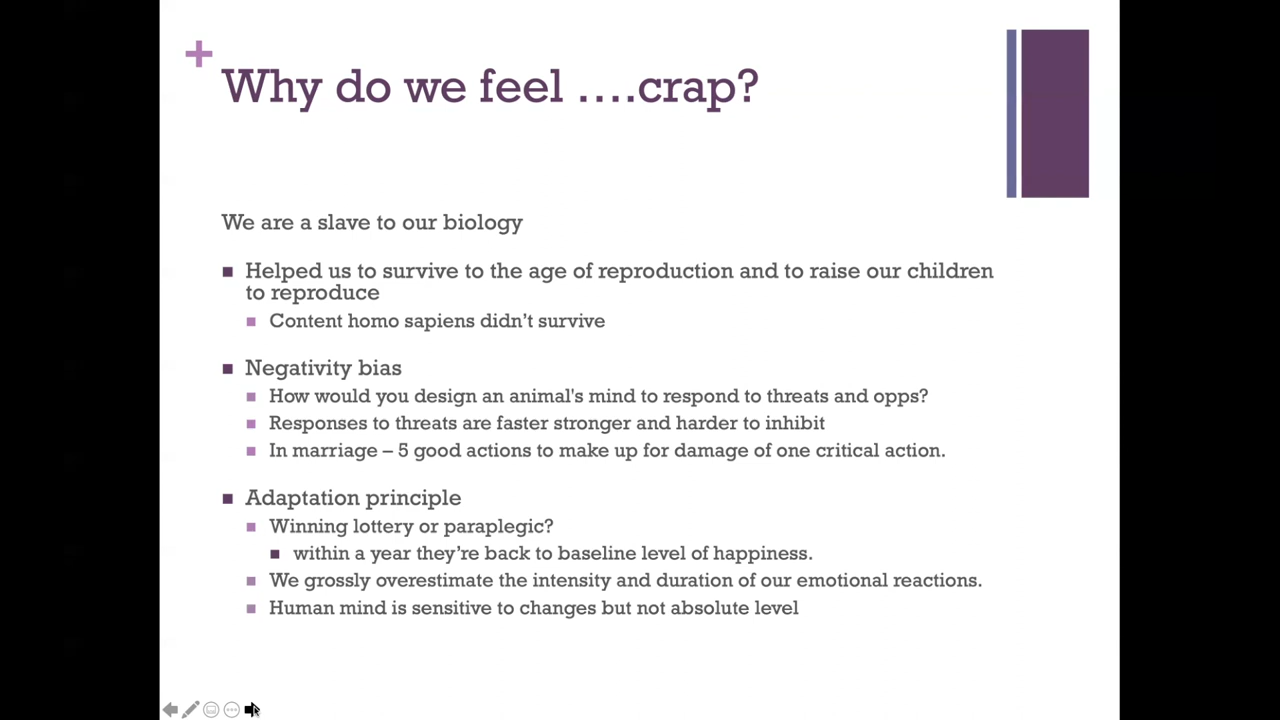 Why do we feel ….crap?
We are a slave to our biology
Helped us to survive to the age of reproduction and to raise our children
to reproduce
Content homo sapiens didn’t survive
Negativity bias
How would you design an animal's mind to respond to threats and opps?
Responses to threats are faster stronger and harder to inhibit
In marriage – 5 good actions to make up for damage of one critical action.
Adaptation principle
Winning lottery or paraplegic?
within a year they’re back to baseline level of happiness.
We grossly overestimate the intensity and duration of our emotional reactions.
Human mind is sensitive to changes but not absolute level